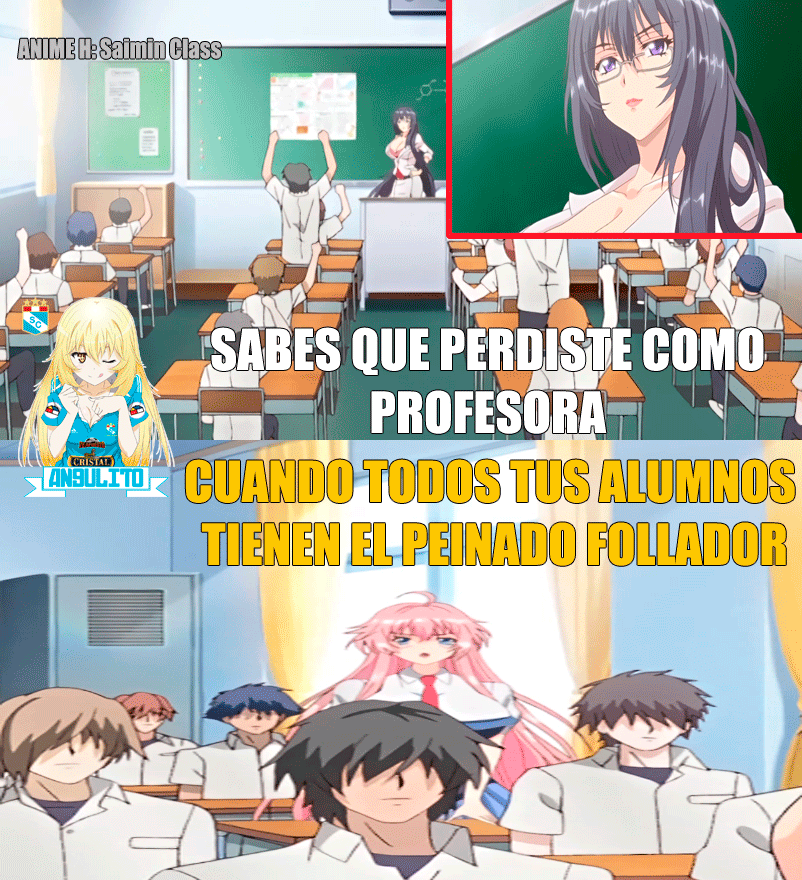 ANIME H: Saimin Class
SABES QUE PERDISTE COMO
PROFESORA
CRISTAL
AN9ULITO
CUANDO TODOS TUS ALUMNOS
TIENEN EL PEINADO FOLLADOR